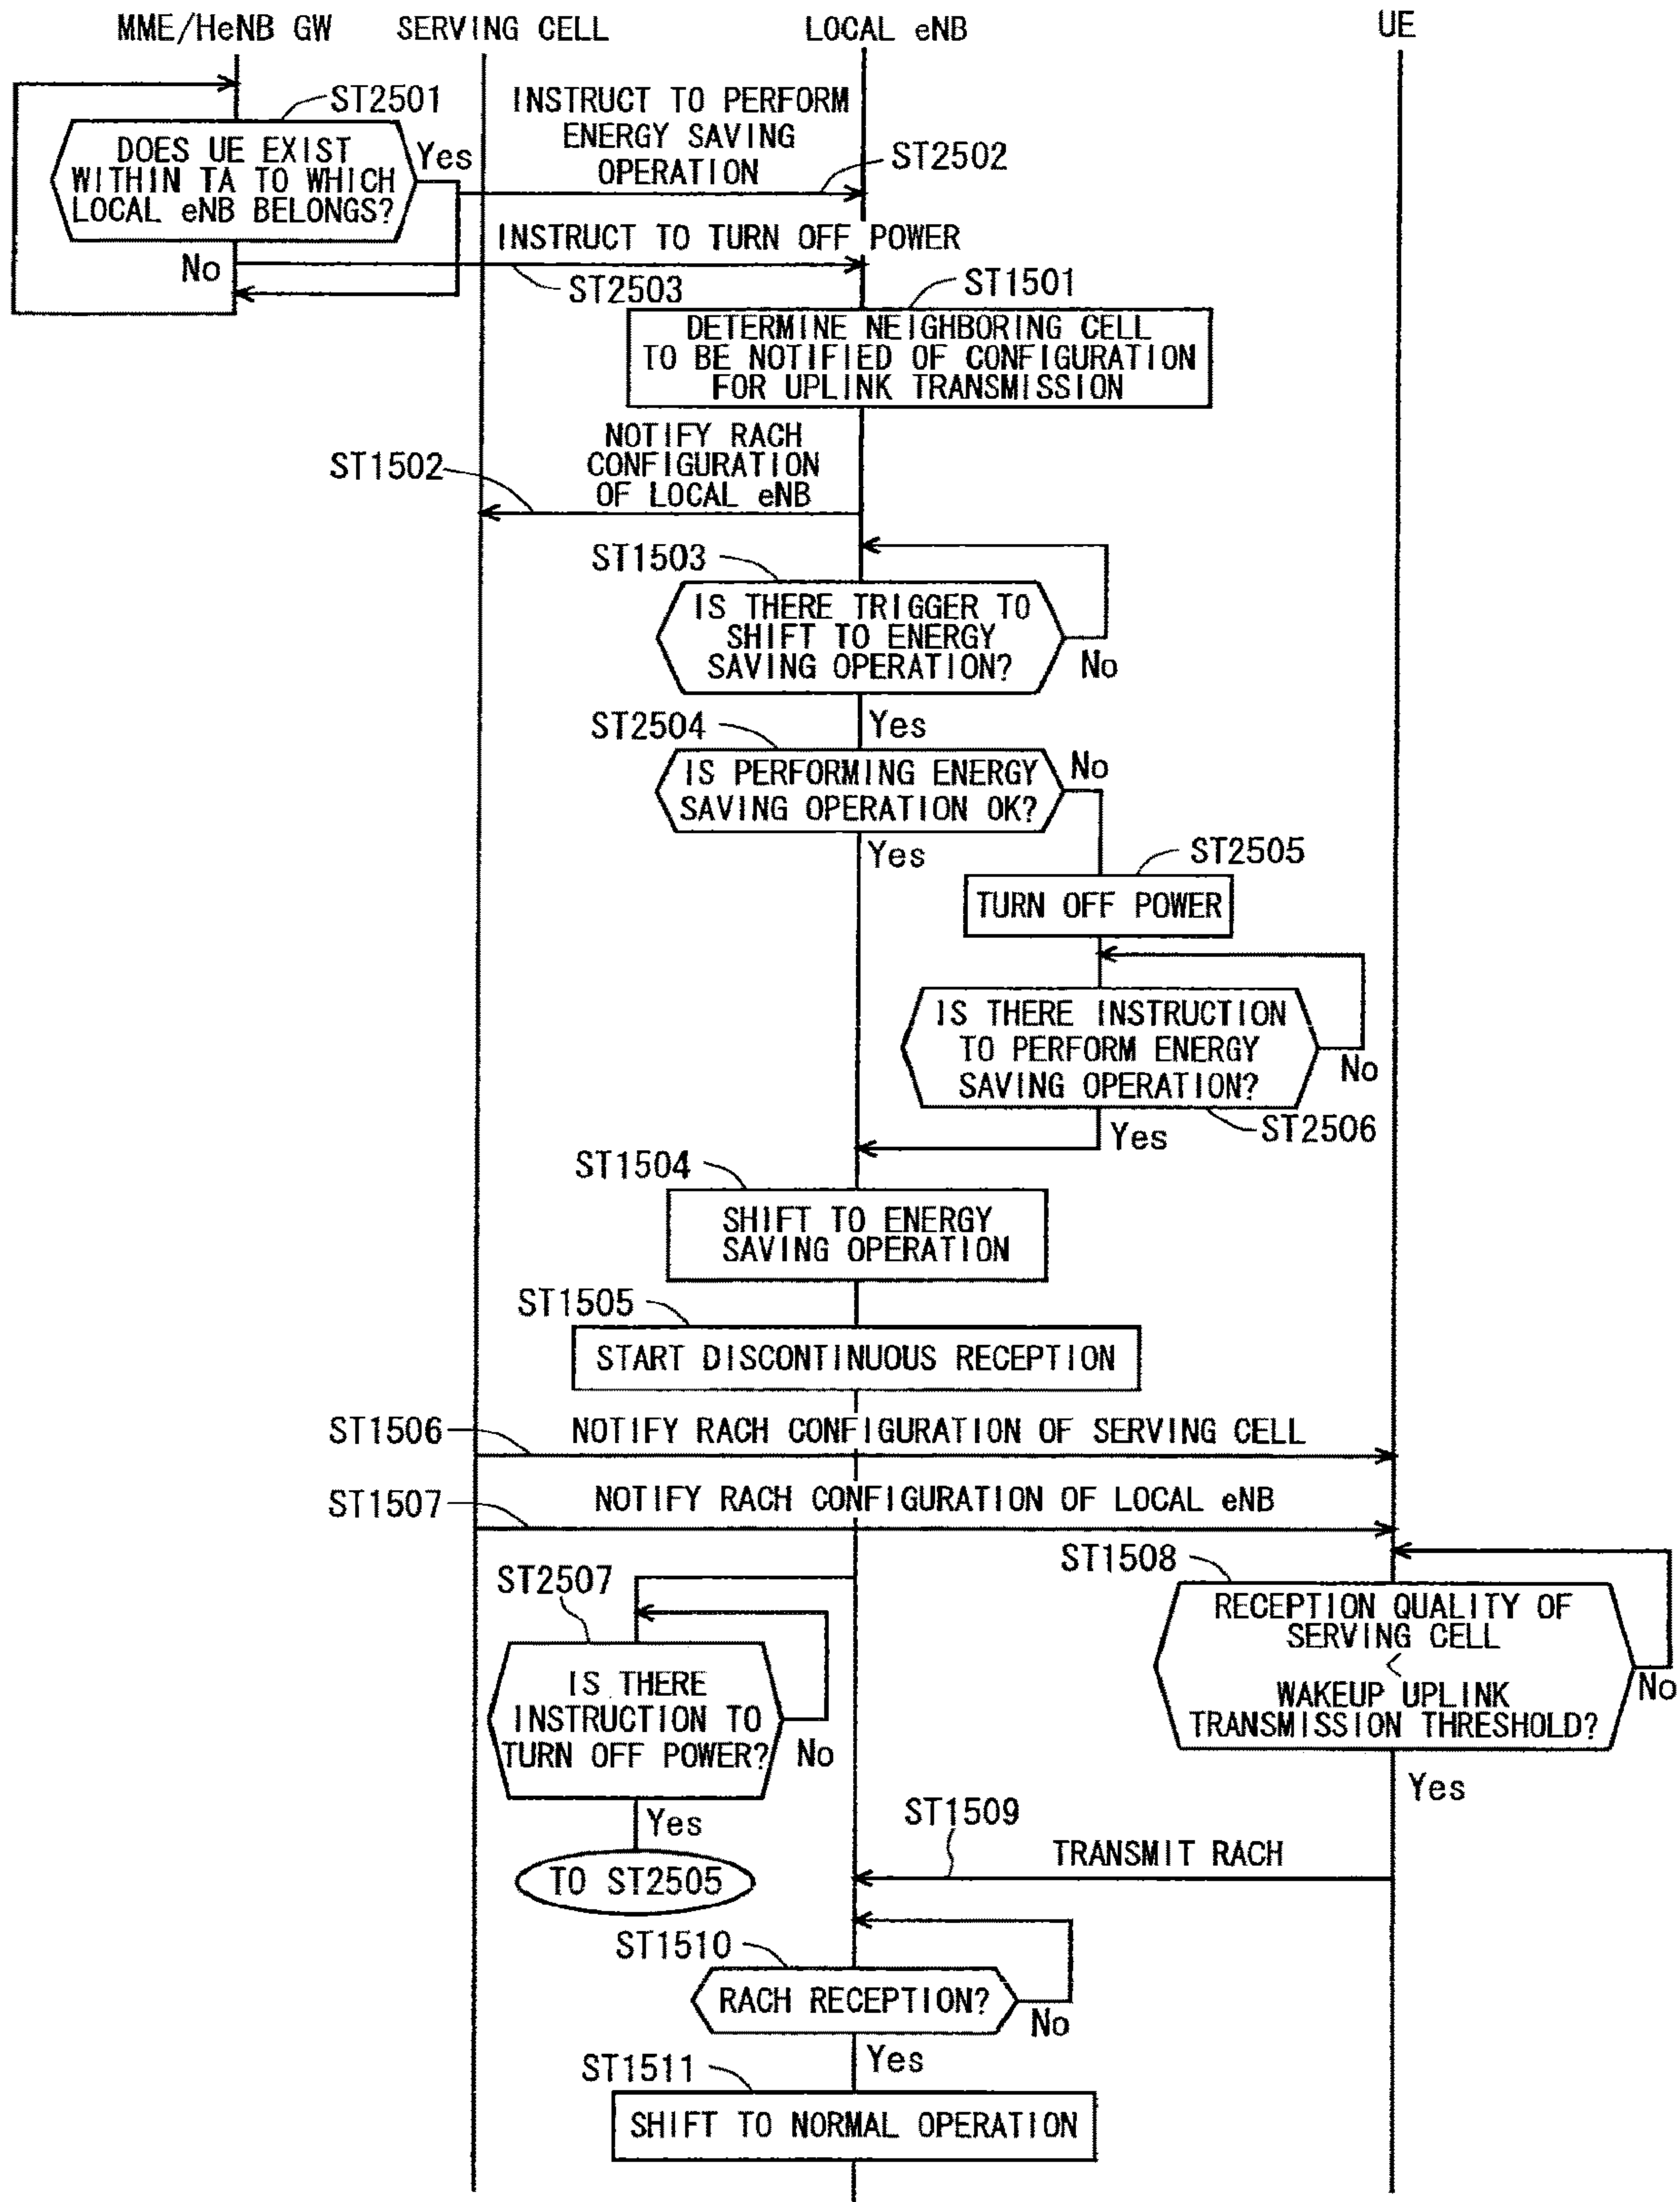 MME/HeNB GW
SERVING CELL
LOCAL eNB
UE
ST2501
DOES UE EXIST
WITHIN TA TO WHICH
LOCAL eNB BELONGS?
Yes
No
INSTRUCT TO PERFORM
ENERGY SAVING
OPERATION
ST2502
INSTRUCT TO TURN OFF POWER
ST2503
ST1501
DETERMINE NEIGHBORING CELL
TO BE NOTIFIED OF CONFIGURATION
FOR UPLINK TRANSMISSION
NOTIFY RACH
CONFIGURATION
OF LOCAL eNB
ST1502
ST1503
IS THERE TRIGGER TO
SHIFT TO ENERGY
SAVING OPERATION?
No
Yes
ST2504
IS PERFORMING ENERGY
SAVING OPERATION OK?
No
Yes
ST2505
TURN OFF POWER
IS THERE INSTRUCTION
TO PERFORM ENERGY
SAVING OPERATION?
No
Yes
ST2506
ST1504
SHIFT TO ENERGY
SAVING OPERATION
ST1505
START DISCONTINUOUS RECEPTION
ST1506
NOTIFY RACH CONFIGURATION OF SERVING CELL
ST1507
NOTIFY RACH CONFIGURATION OF LOCAL eNB
ST1508
RECEPTION QUALITY OF
SERVING CELL
<
WAKEUP UPLINK
TRANSMISSION THRESHOLD?
No
Yes
ST2507
IS THERE
INSTRUCTION TO
TURN OFF POWER?
No
Yes
TO ST2505
ST1509
TRANSMIT RACH
ST1510
RACH RECEPTION?
No
Yes
ST1511
SHIFT TO NORMAL OPERATION